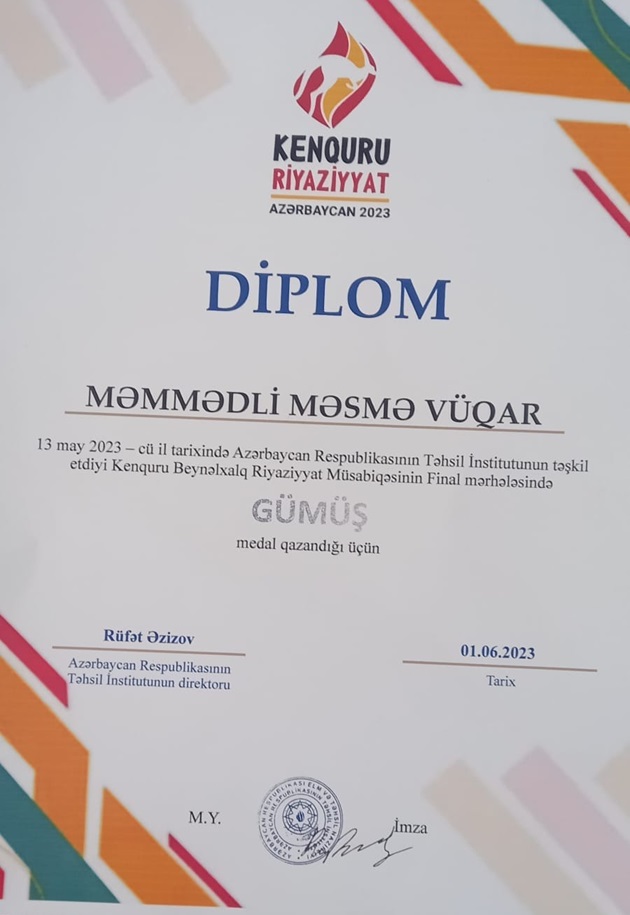 KENQURU
RİYAZİYYAT
AZƏRBAYCAN 2023
DİPLOM
MƏMMƏDLİ MƏSMƏ VÜQAR
13 may 2023 – cü il tarixində Azərbaycan Respublikasının Təhsil İnstitutunun təşkil
etdiyi Kenquru Beynəlxalq Riyaziyyat Müsabiqəsinin Final mərhələsində
GÜMÜŞ
medal qazandığı üçün
Rüfət Əzizov
Azərbaycan Respublikasının
Təhsil İnstitutunun direktoru
01.06.2023
Tarix
M.Y.
İmza